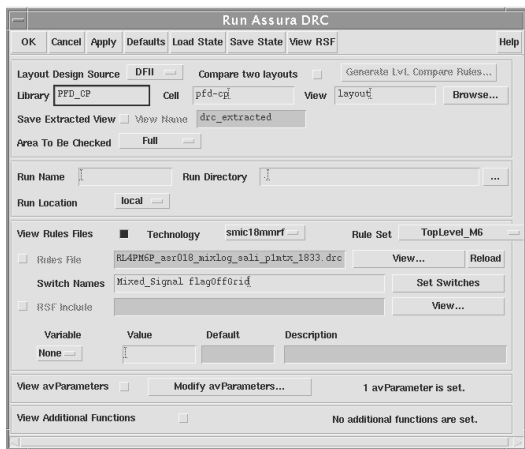 Run Assura DRC
OK Cancel Apply Defaults Load State Save State View RSF Help
Layout Design Source DFII Compare two layouts Generate LvL Compare Rules...
Library PFD_CP Cell pfd-cp View layout Browse...
Save Extracted View View Name drc_extracted
Area To Be Checked Full
Run Name Run Directory . ...
Run Location local
View Rules Files Technology smic18mmrf Rule Set TopLevel_M6
Rules File RL4PM6P_asr018_mixlog_sali_p1mtx_1833.drc View... Reload
Switch Names Mixed_Signal flagOffGrid Set Switches
RSF Include View...
Variable Value Default Description
None
View avParameters Modify avParameters... 1 avParameter is set.
View Additional Functions No additional functions are set.